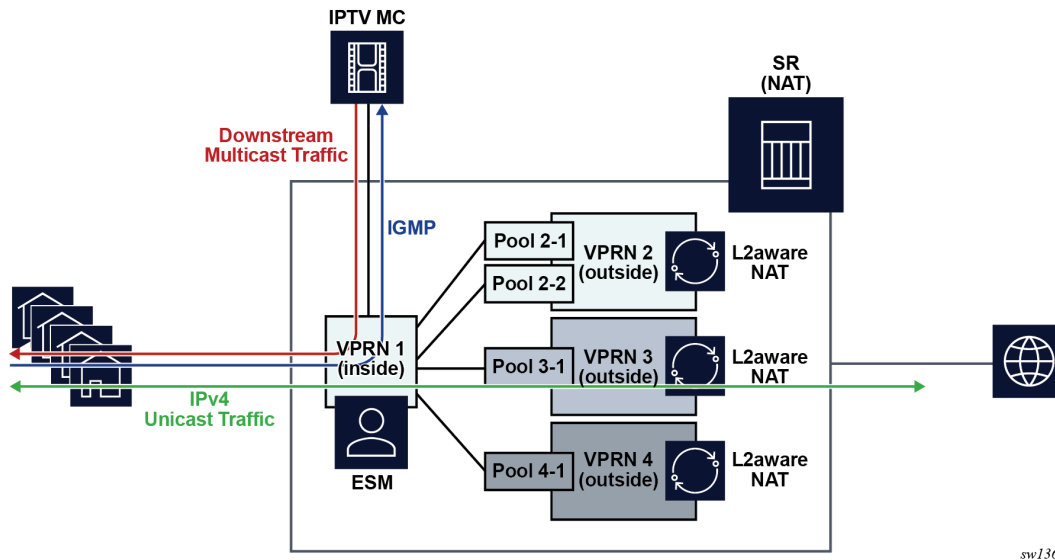 IPTV MC
SR
(NAT)
Downstream
Multicast Traffic
IGMP
Pool 2-1
Pool 2-2
VPRN 2
(outside)
L2aware
NAT
VPRN 1
(inside)
Pool 3-1
VPRN 3
(outside)
L2aware
NAT
IPv4
Unicast Traffic
ESM
Pool 4-1
VPRN 4
(outside)
L2aware
NAT